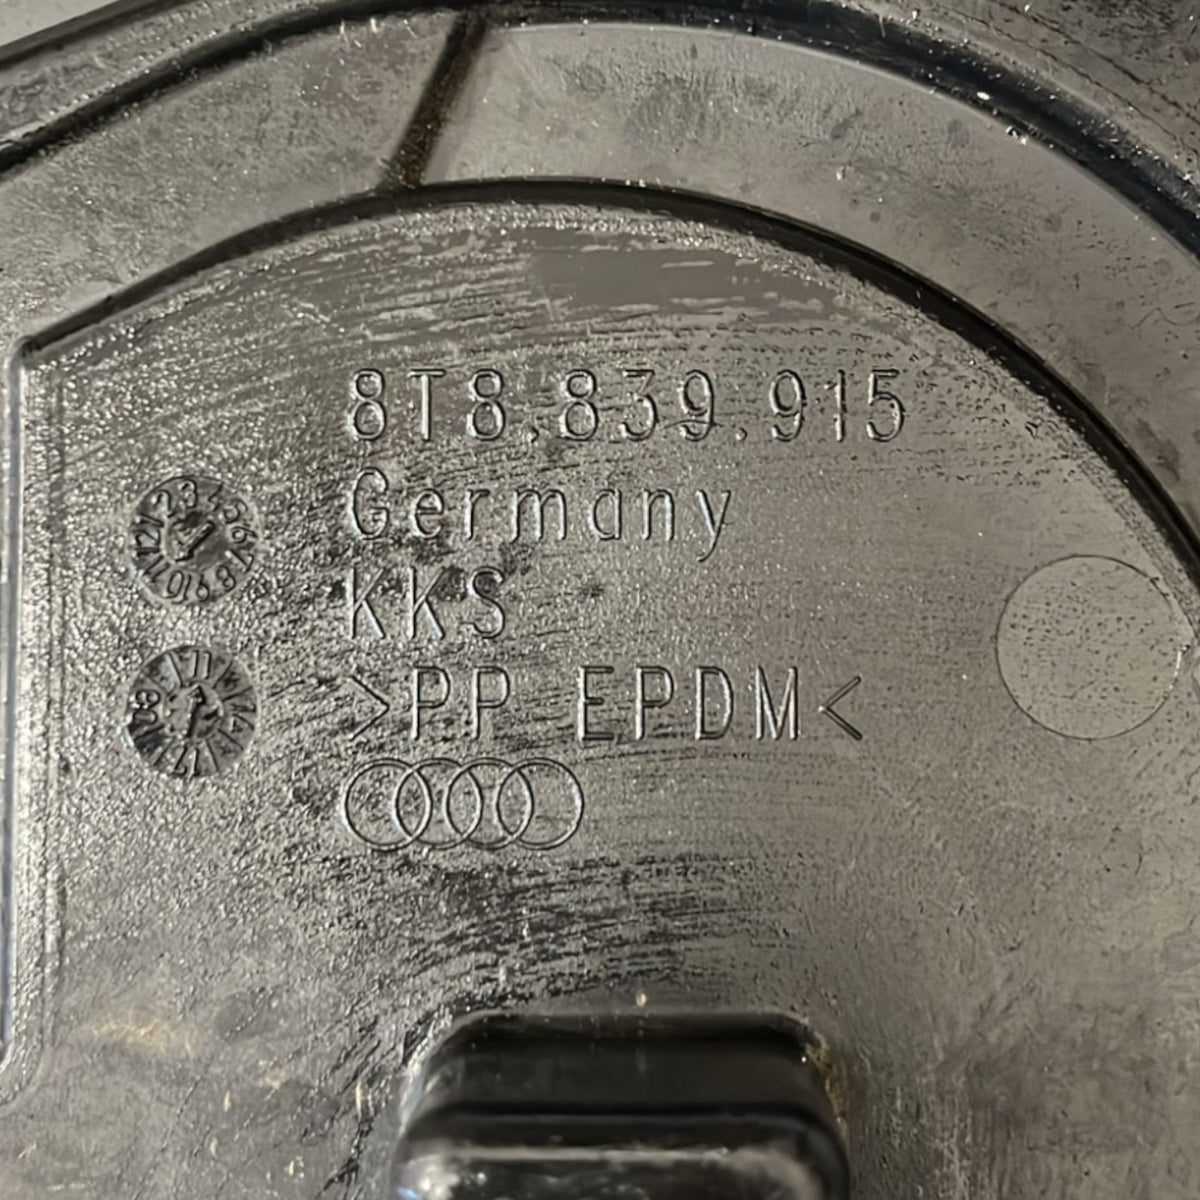 8T8.839.915
Germany
KKS
>PP EPDM<